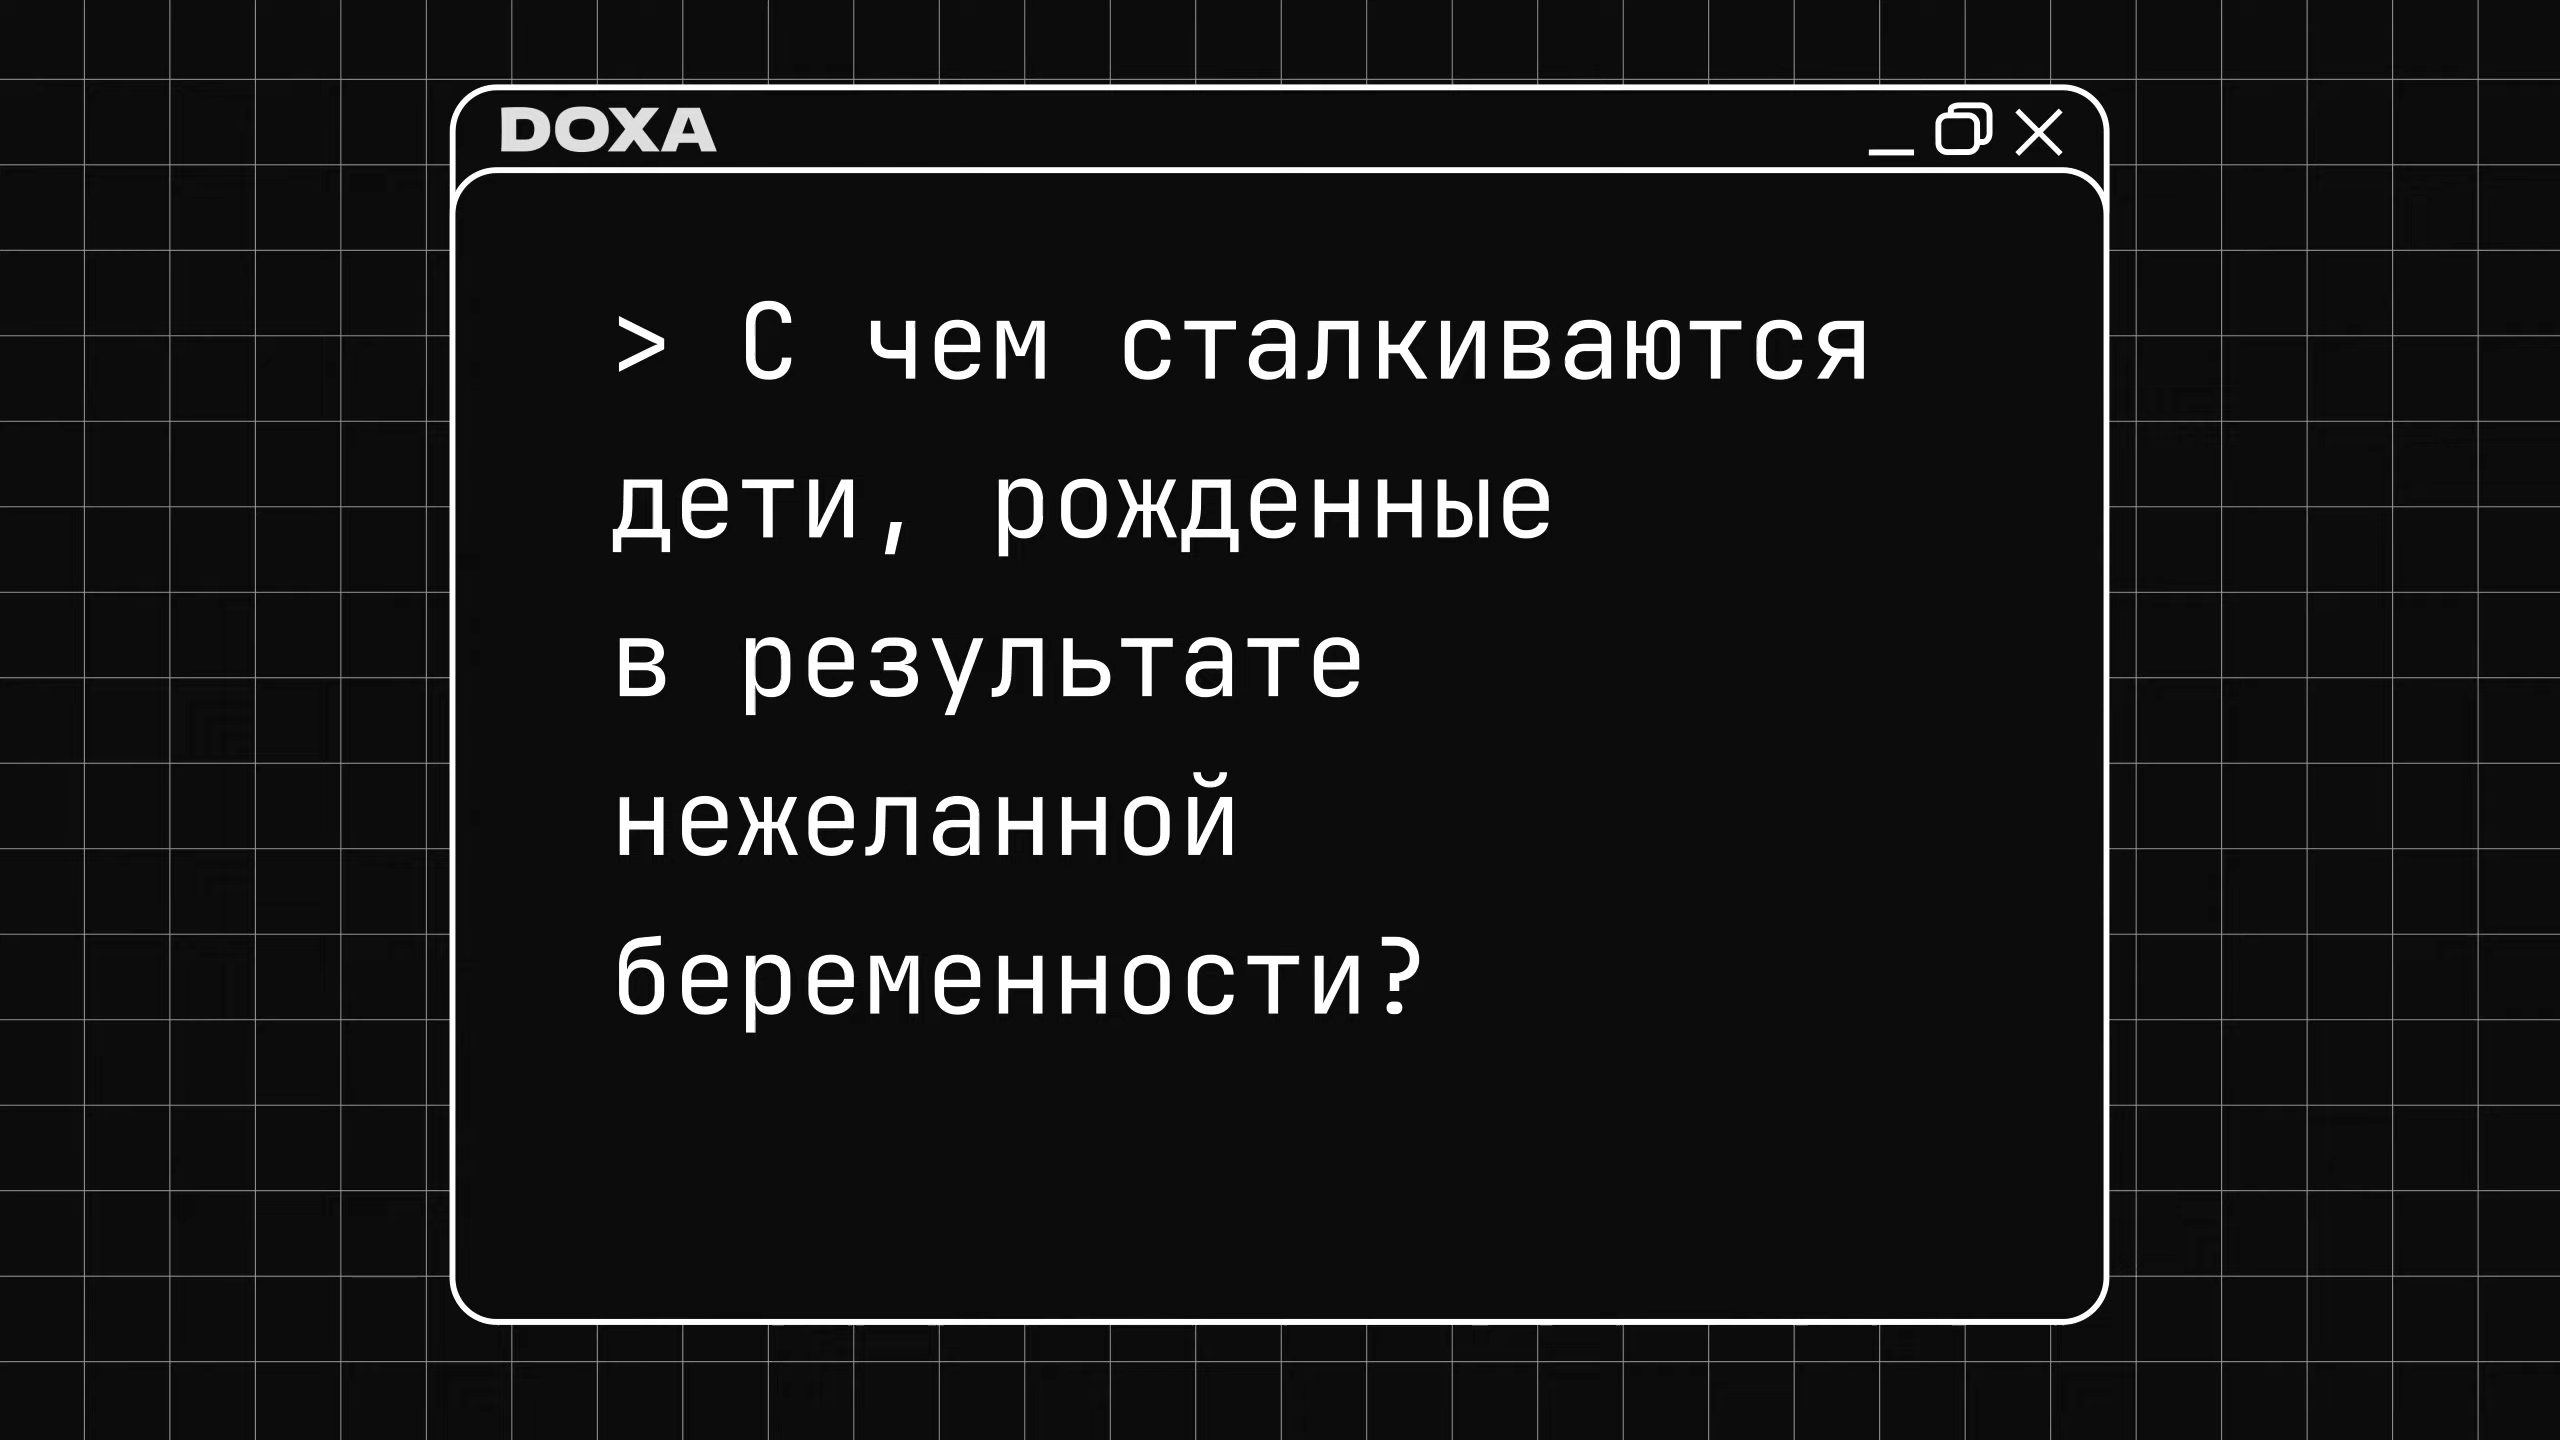 DOXA
> С чем сталкиваются
дети, рожденные
в результате
нежеланной
беременности?